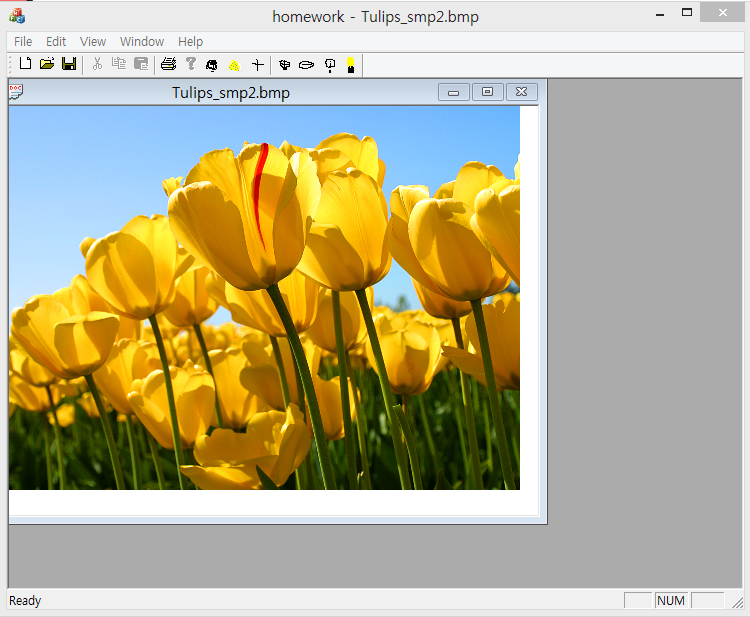 homework - Tulips_smp2.bmp
File Edit View Window Help
Tulips_smp2.bmp
Ready NUM